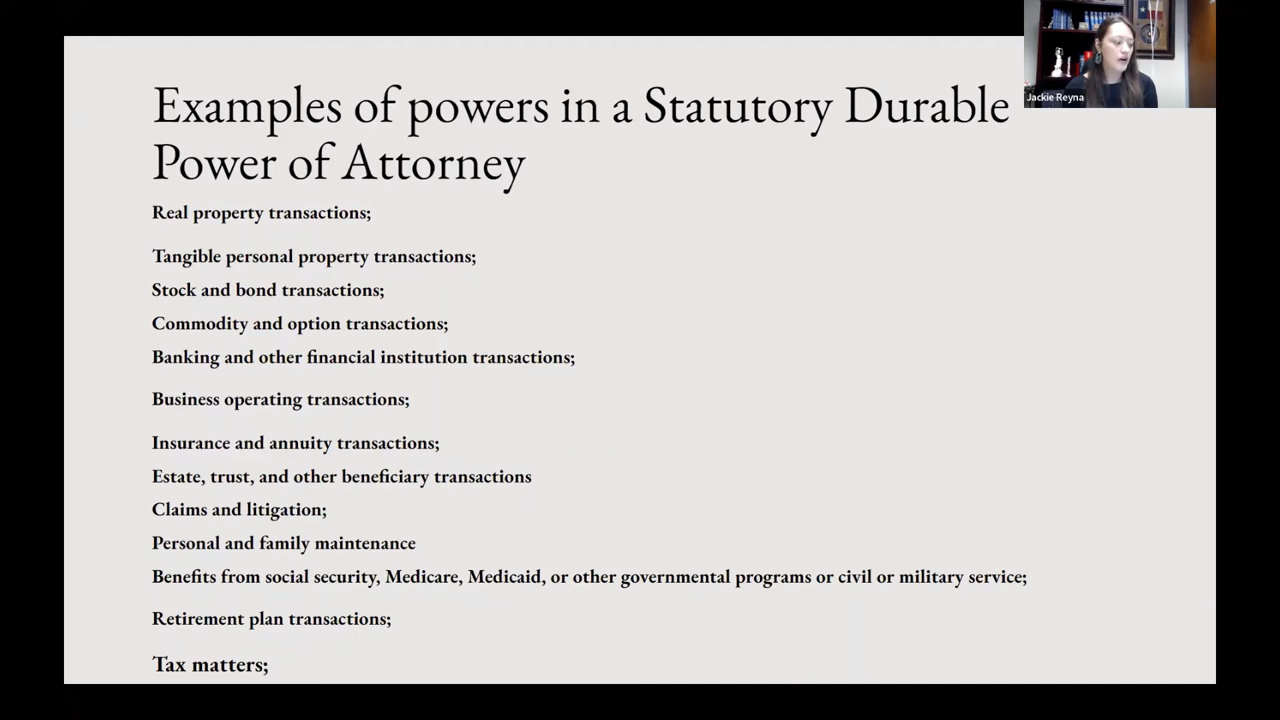 Examples of powers in a Statutory Durable
Power of Attorney
Jackie Reyna
Real property transactions;
Tangible personal property transactions;
Stock and bond transactions;
Commodity and option transactions;
Banking and other financial institution transactions;
Business operating transactions;
Insurance and annuity transactions;
Estate, trust, and other beneficiary transactions
Claims and litigation;
Personal and family maintenance
Benefits from social security, Medicare, Medicaid, or other governmental programs or civil or military service;
Retirement plan transactions;
Tax matters;